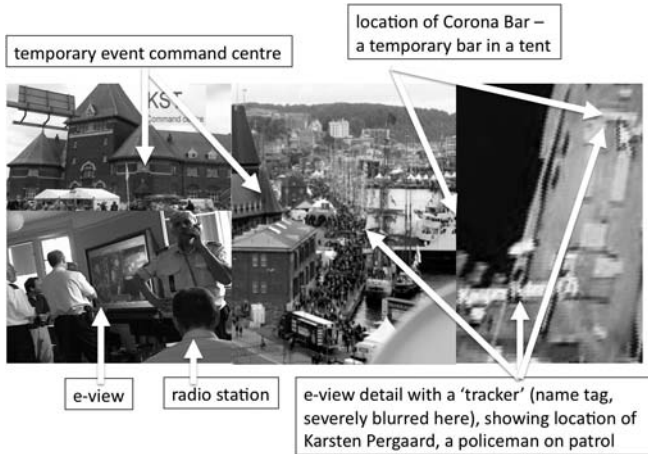 location of Corona Bar –
a temporary bar in a tent
temporary event command centre
KST
Command centre
e-view
radio station
e-view detail with a ‘tracker’ (name tag,
severely blurred here), showing location of
Karsten Pergaard, a policeman on patrol